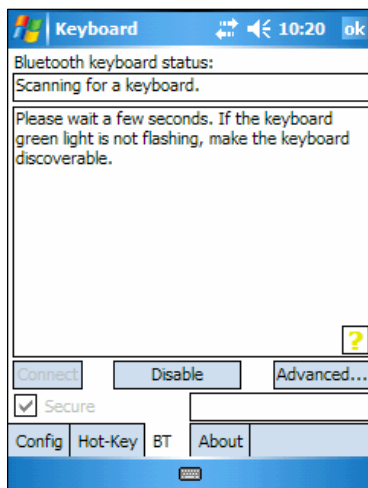 Keyboard 10:20 ok
Bluetooth keyboard status:
Scanning for a keyboard.
Please wait a few seconds. If the keyboard
green light is not flashing, make the keyboard
discoverable.
?
Connect Disable Advanced...
Secure
Config Hot-Key BT About